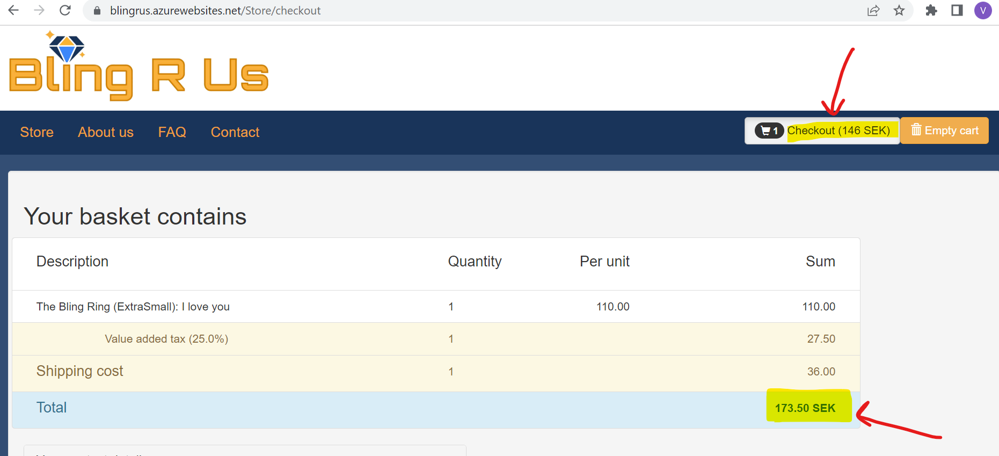 blingrus.azurewebsites.net/Store/checkout
V
Bling R Us
Store About us FAQ Contact 1 Checkout (146 SEK) Empty cart
Your basket contains
Description Quantity Per unit Sum
The Bling Ring (ExtraSmall): I love you 1 110.00 110.00
Value added tax (25.0%) 1 27.50
Shipping cost 1 36.00
Total 173.50 SEK